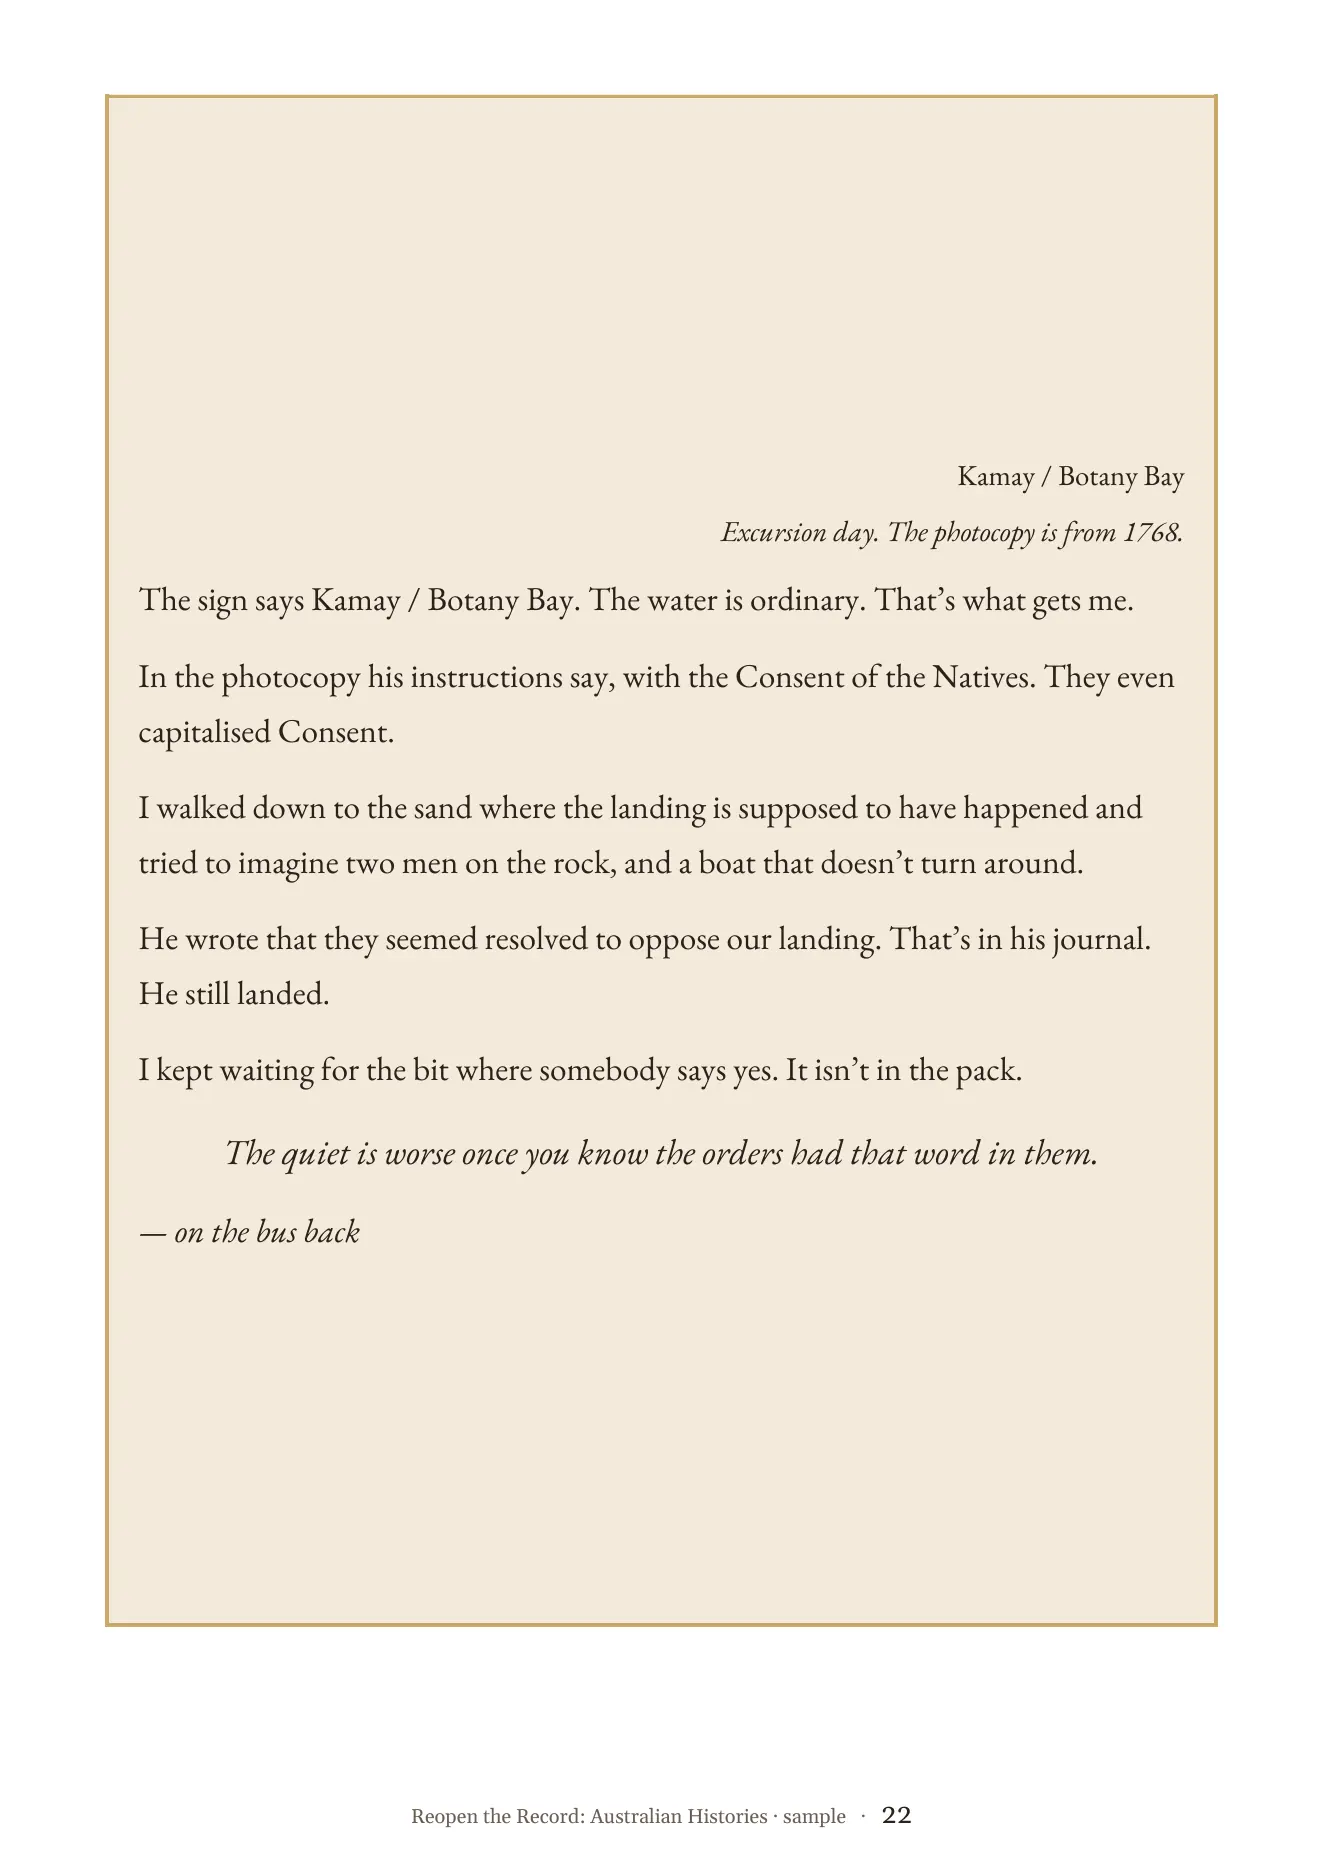 Kamay / Botany Bay
Excursion day. The photocopy is from 1768.
The sign says Kamay / Botany Bay. The water is ordinary. That’s what gets me.
In the photocopy his instructions say, with the Consent of the Natives. They even
capitalised Consent.
I walked down to the sand where the landing is supposed to have happened and
tried to imagine two men on the rock, and a boat that doesn’t turn around.
He wrote that they seemed resolved to oppose our landing. That’s in his journal.
He still landed.
I kept waiting for the bit where somebody says yes. It isn’t in the pack.
The quiet is worse once you know the orders had that word in them.
— on the bus back
Reopen the Record: Australian Histories · sample · 22